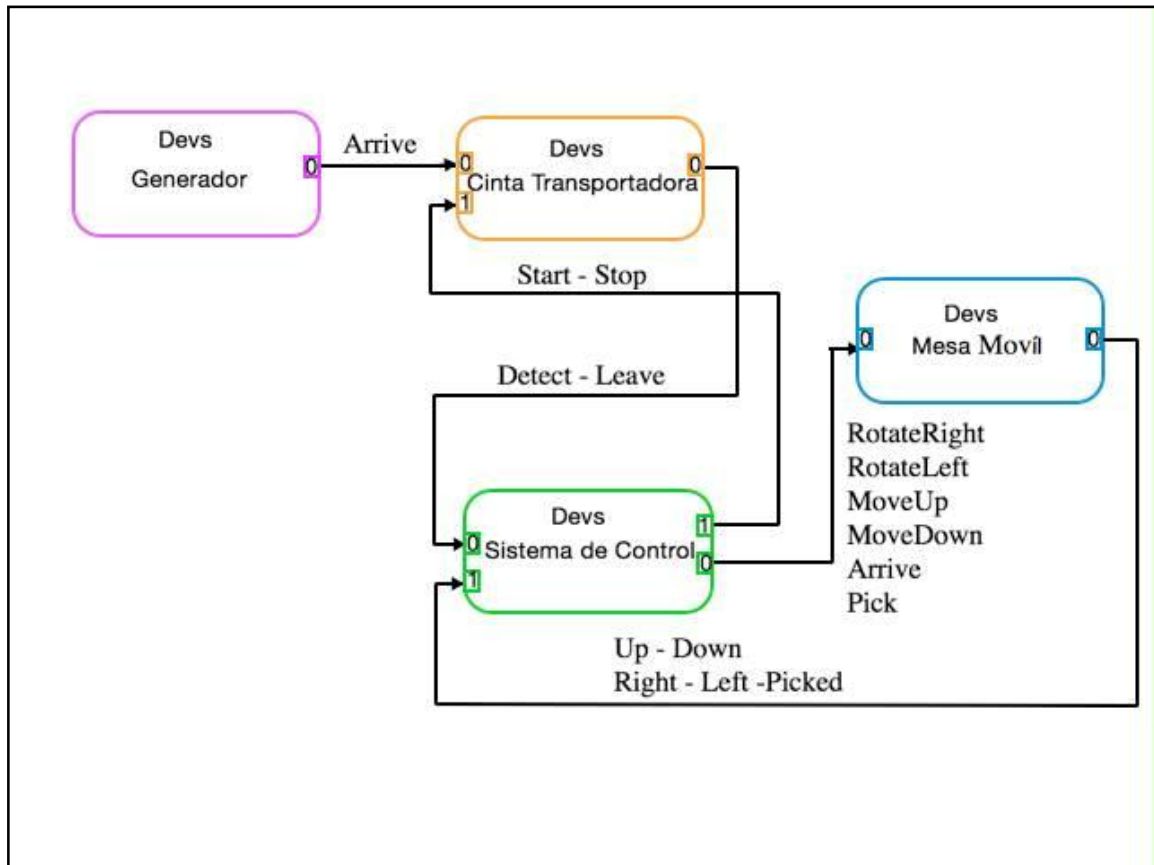 Devs
Generador
0
Arrive
0
1
Devs
Cinta Transportadora
0
Start - Stop
Detect - Leave
0
Devs
Mesa Movíl
0
RotateRight
RotateLeft
MoveUp
MoveDown
Arrive
Pick
0
1
Devs
Sistema de Control
1
0
Up - Down
Right - Left -Picked